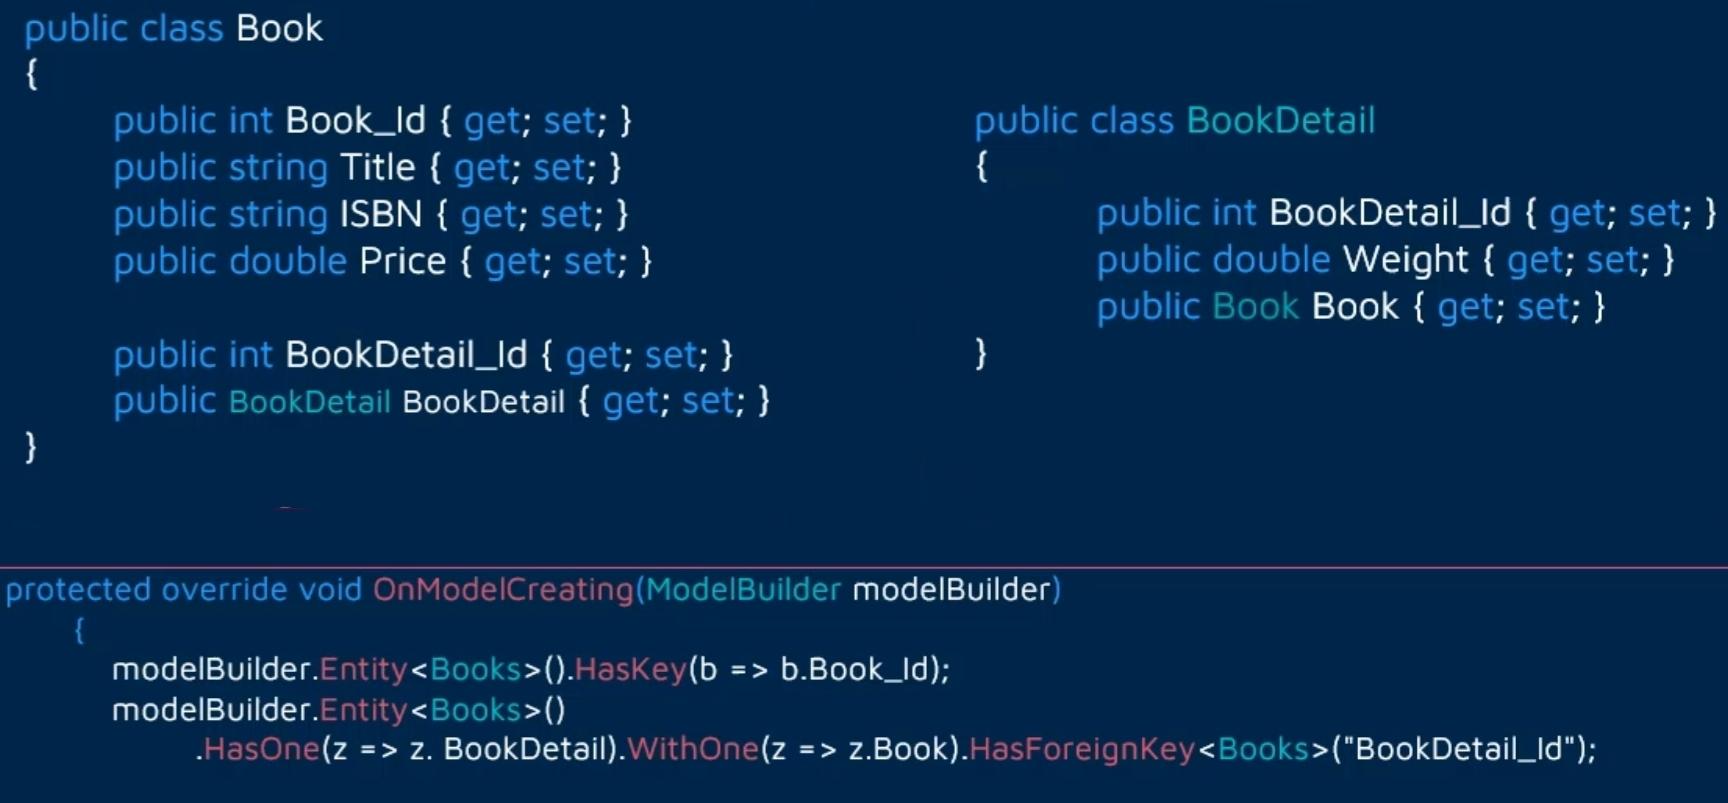 public class Book
{
public int Book_Id { get; set; }
public string Title { get; set; }
public string ISBN { get; set; }
public double Price { get; set; }
public int BookDetail_Id { get; set; }
public BookDetail BookDetail { get; set; }
}
public class BookDetail
{
public int BookDetail_Id { get; set; }
public double Weight { get; set; }
public Book Book { get; set; }
}
protected override void OnModelCreating(ModelBuilder modelBuilder)
{
modelBuilder.Entity<Books>().HasKey(b => b.Book_Id);
modelBuilder.Entity<Books>()
.HasOne(z => z. BookDetail).WithOne(z => z.Book).HasForeignKey<Books>("BookDetail_Id");